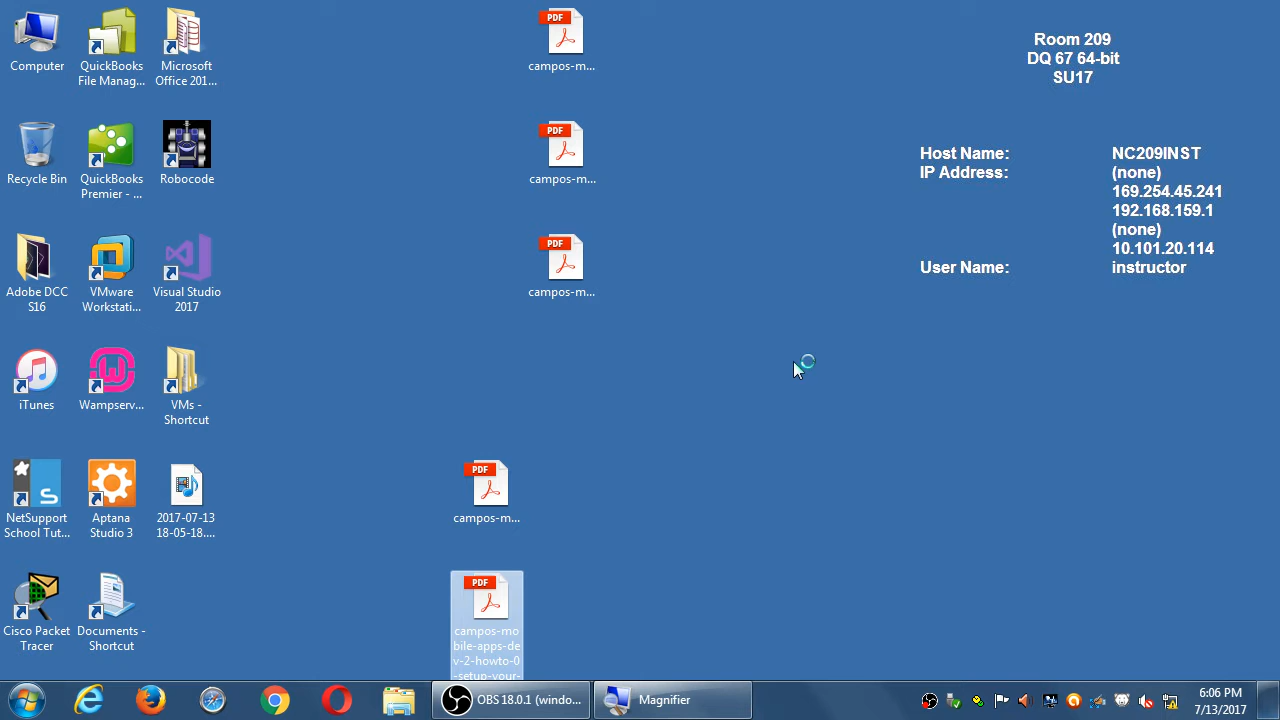 Computer
QuickBooks
File Manag...
Microsoft
Office 201...
Recycle Bin
QuickBooks
Premier - ...
Robocode
Adobe DCC
S16
VMware
Workstati...
Visual Studio
2017
iTunes
Wampserv...
VMs -
Shortcut
NetSupport
School Tut...
Aptana
Studio 3
2017-07-13
18-05-18....
Cisco Packet
Tracer
Documents -
Shortcut
PDF
campos-m...
PDF
campos-m...
PDF
campos-m...
PDF
campos-m...
PDF
campos-mo
bile-apps-de
v-2-howto-0
-setup-your-
Room 209
DQ 67 64-bit
SU17
Host Name: NC209INST
IP Address: (none)
169.254.45.241
192.168.159.1
(none)
10.101.20.114
User Name: instructor
OBS 18.0.1 (windo...
Magnifier
6:06 PM
7/13/2017